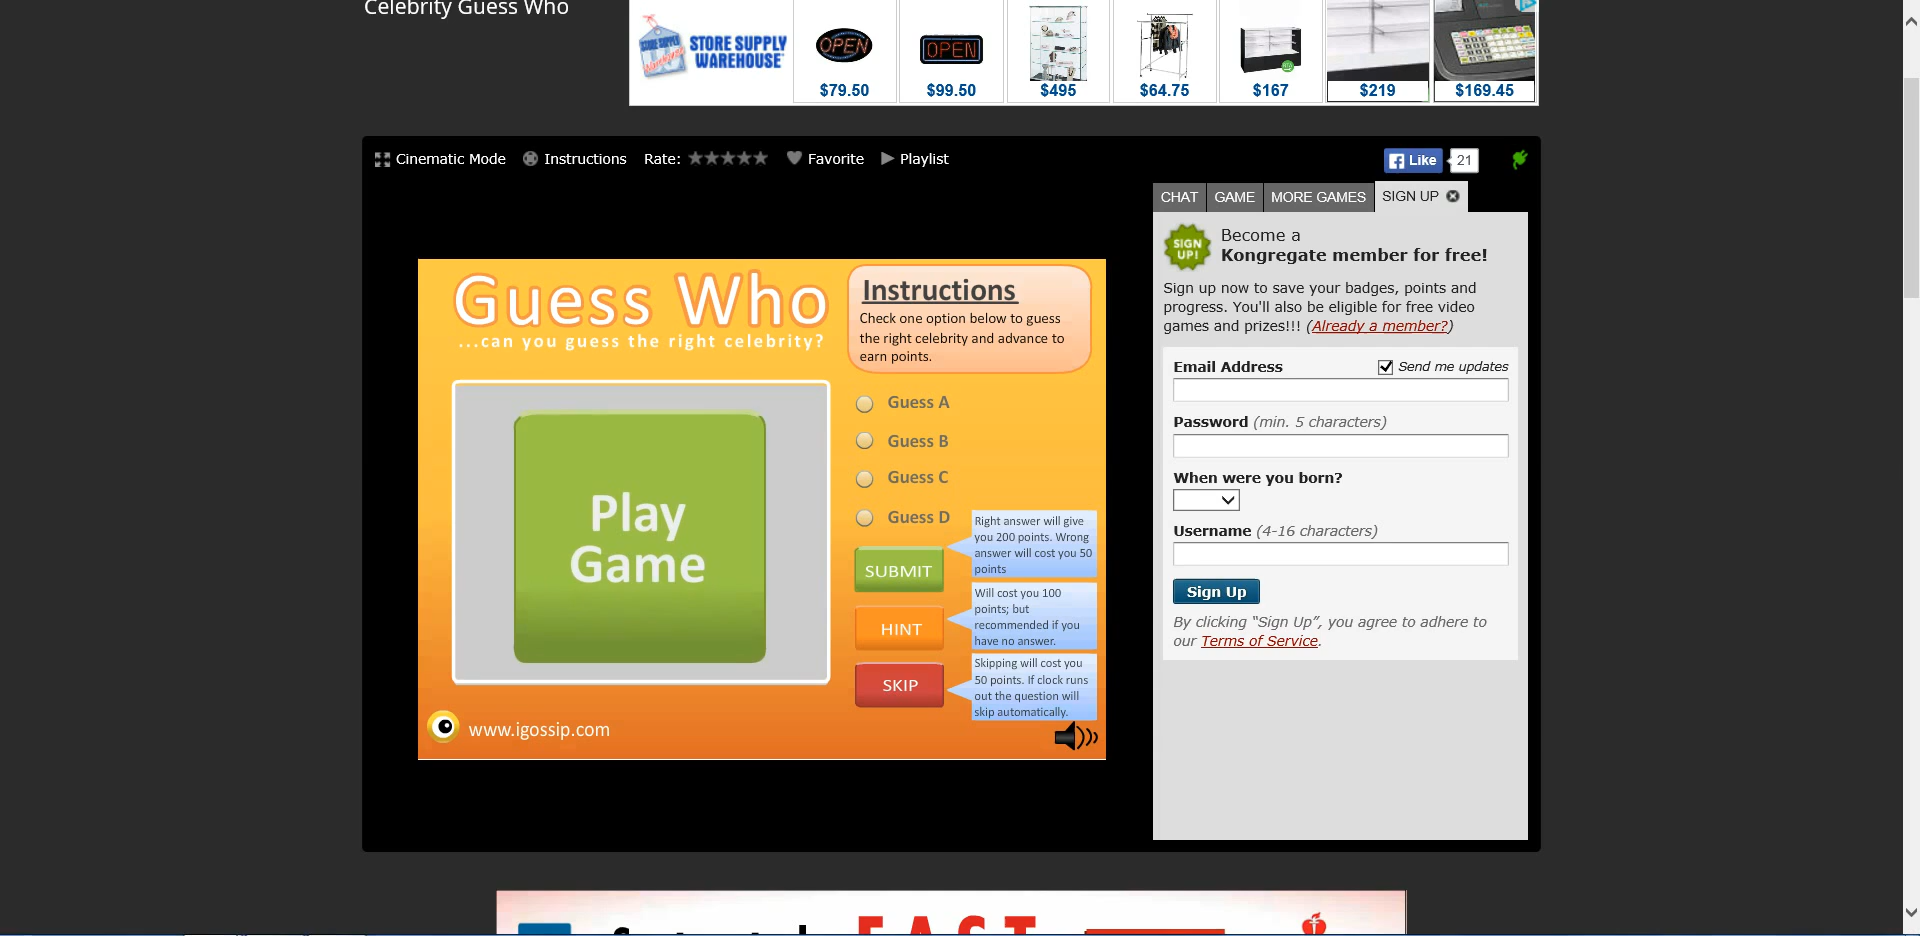 Celebrity Guess Who
STORE SUPPLY
WAREHOUSE
OPEN
OPEN
$79.50
$99.50
$495
$64.75
$167
$219
$169.45
Cinematic Mode
Instructions
Rate:
Favorite
Playlist
Like
21
CHAT
GAME
MORE GAMES
SIGN UP
SIGN
UP!
Become a
Kongregate member for free!
Sign up now to save your badges, points and
progress. You'll also be eligible for free video
games and prizes!!! (Already a member?)
Email Address
Send me updates
Password (min. 5 characters)
When were you born?
Username (4-16 characters)
Sign Up
By clicking “Sign Up”, you agree to adhere to
our Terms of Service.
Guess Who
...can you guess the right celebrity?
Instructions
Check one option below to guess
the right celebrity and advance to
earn points.
Play
Game
Guess A
Guess B
Guess C
Guess D
SUBMIT
Right answer will give
you 200 points. Wrong
answer will cost you 50
points
HINT
Will cost you 100
points; but
recommended if you
have no answer.
SKIP
Skipping will cost you
50 points. If clock runs
out the question will
skip automatically.
www.igossip.com